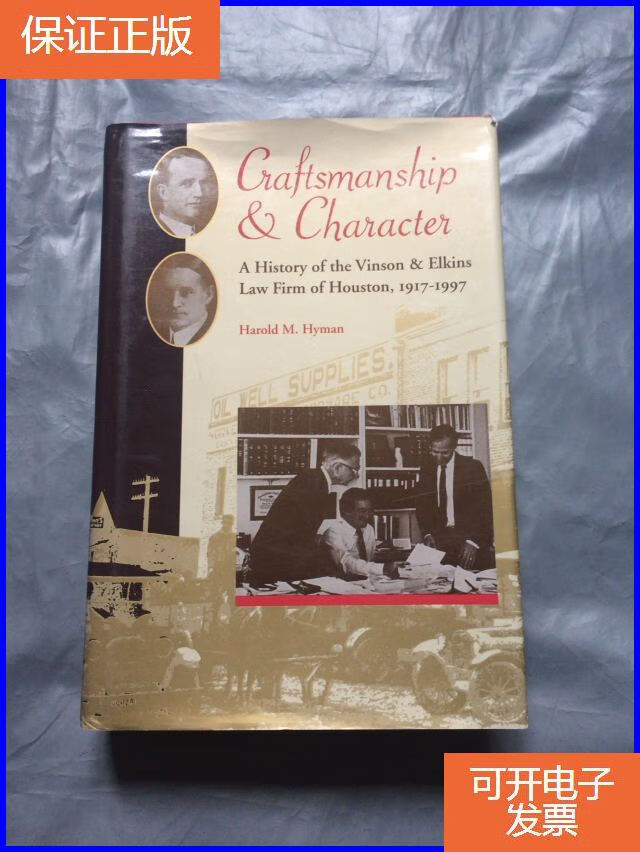 保证正版
Craftsmanship
& Character
A History of the Vinson & Elkins
Law Firm of Houston, 1917-1997
Harold M. Hyman
OIL WELL SUPPLIES.
可开电子
发票